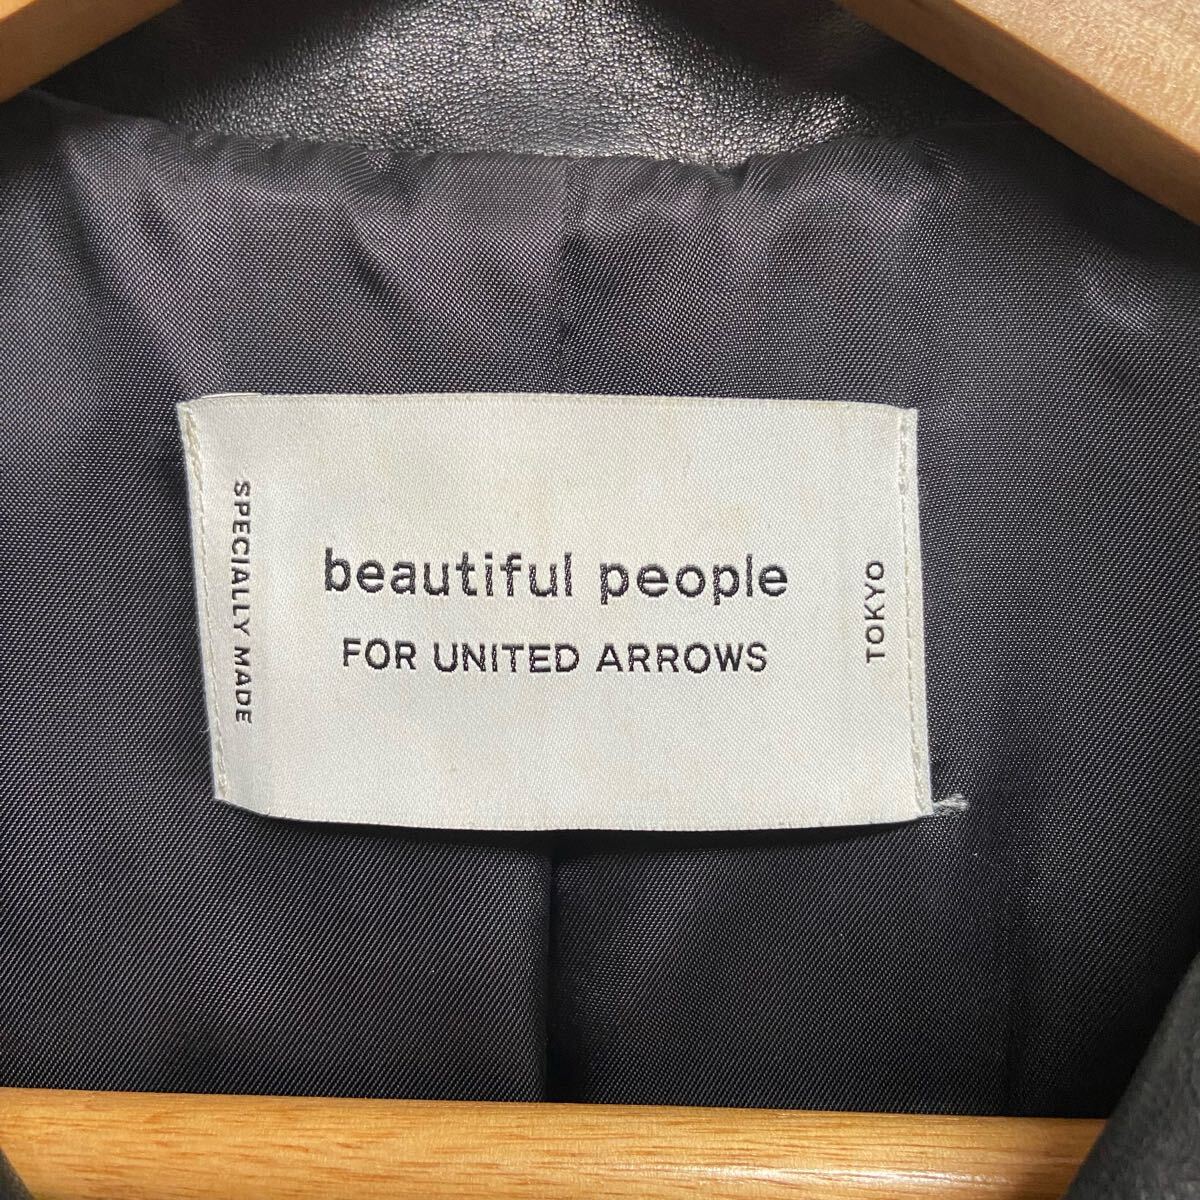 SPECIALLY MADE
beautiful people
FOR UNITED ARROWS
TOKYO